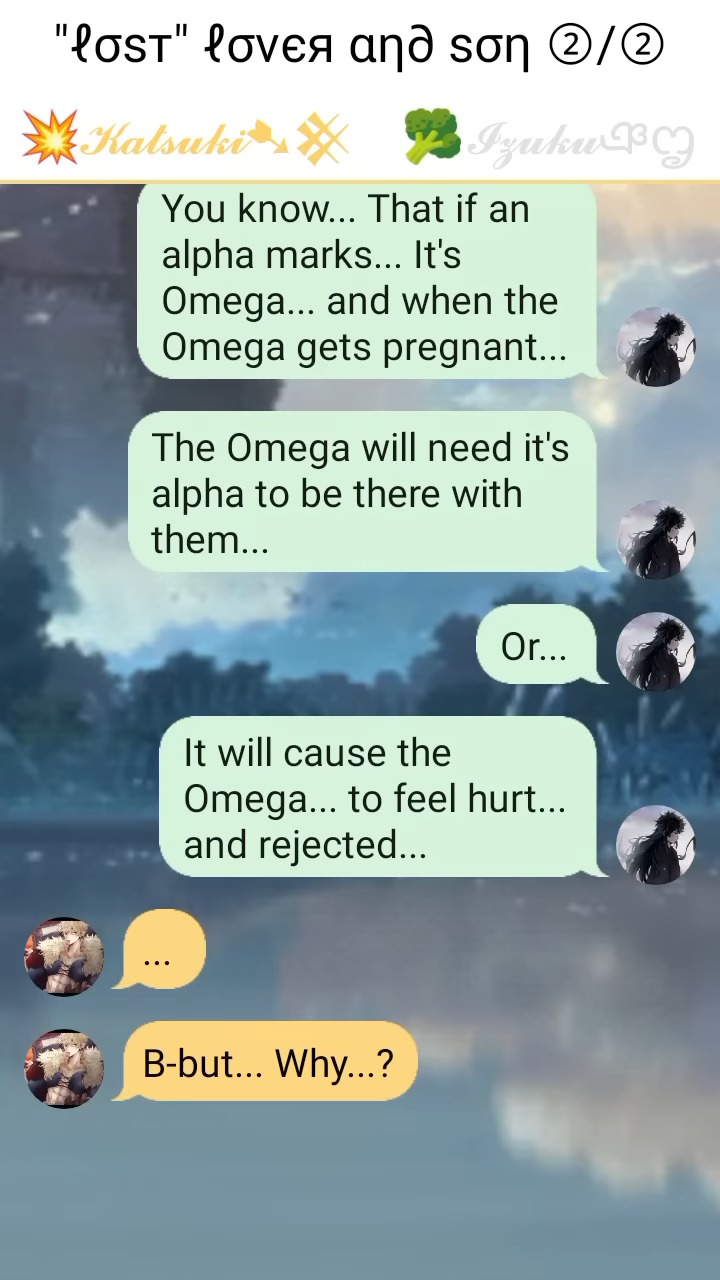 "ℓσsт" ℓσvєя αη∂ sση ②/②
💥𝓚𝓪𝓽𝓼𝓾𝓴𝓲 🥦𝓘𝔃𝓾𝓴𝓾
You know... That if an
alpha marks... It's
Omega... and when the
Omega gets pregnant...
The Omega will need it's
alpha to be there with
them...
Or...
It will cause the
Omega... to feel hurt...
and rejected...
...
B-but... Why...?